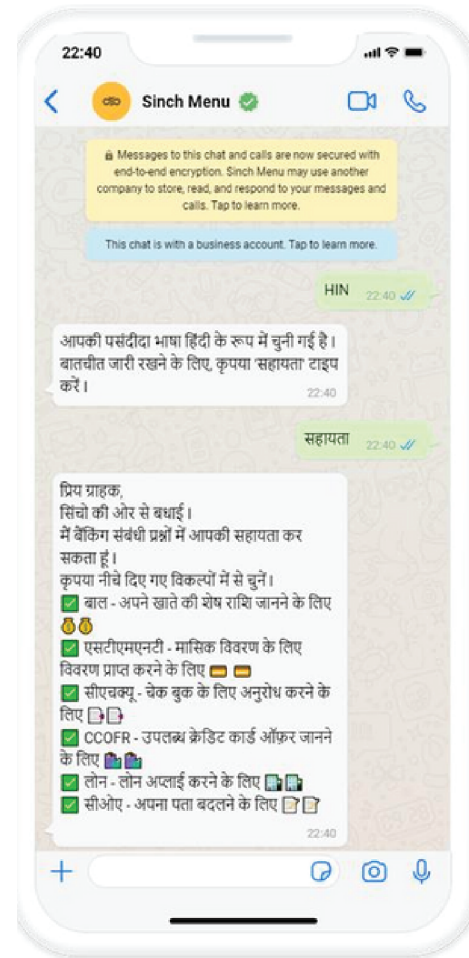 22:40
Sinch Menu
Messages to this chat and calls are now secured with
end-to-end encryption. Sinch Menu may use another
company to store, read, and respond to your messages and
calls. Tap to learn more.
This chat is with a business account. Tap to learn more.
HIN 22:40
आपकी पसंदीदा भाषा हिंदी के रूप में चुनी गई है।
बातचीत जारी रखने के लिए, कृपया 'सहायता' टाइप
करें।
22:40
सहायता 22:40
प्रिय ग्राहक,
सिंचो की ओर से बधाई।
में बैंकिंग संबंधी प्रश्नों में आपकी सहायता कर
सकता हूं।
कृपया नीचे दिए गए विकल्पों में से चुनें।
✅ बाल - अपने खाते की शेष राशि जानने के लिए
💰💰
✅ एसटीएमएनटी - मासिक विवरण के लिए
विवरण प्राप्त करने के लिए 💳 💳
✅ सीएचक्यू - चेक बुक के लिए अनुरोध करने के
लिए
✅ CCOFR - उपलब्ध क्रेडिट कार्ड ऑफ़र जानने
के लिए
✅ लोन - लोन अप्लाई करने के लिए
✅ सीओए - अपना पता बदलने के लिए 📝📝
22:40